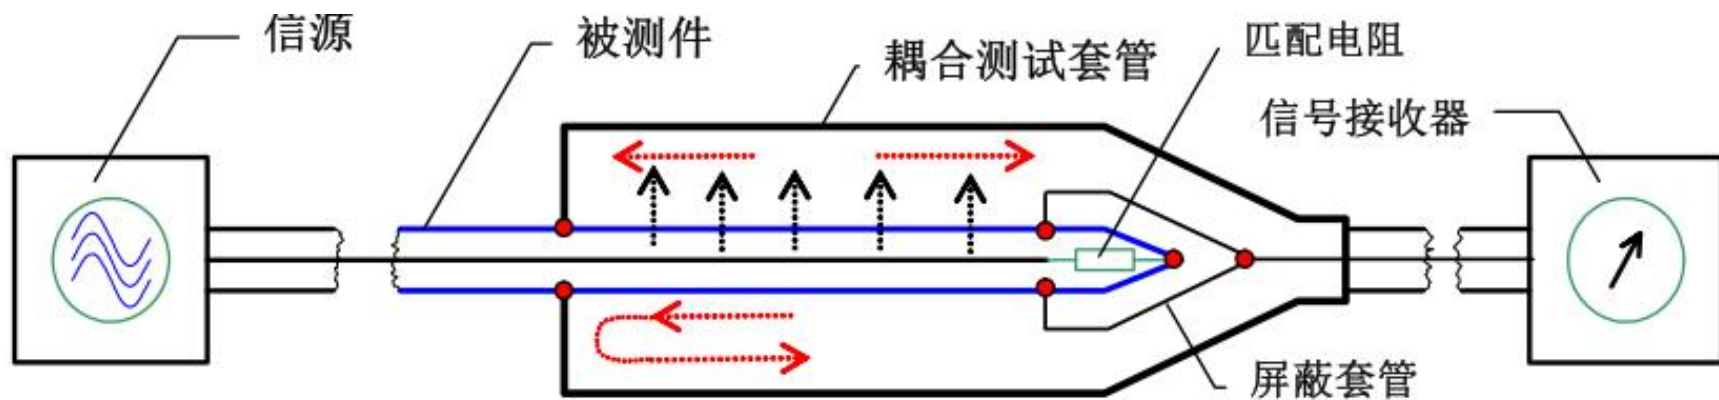 信源
被测件
耦合测试套管
匹配电阻
信号接收器
屏蔽套管